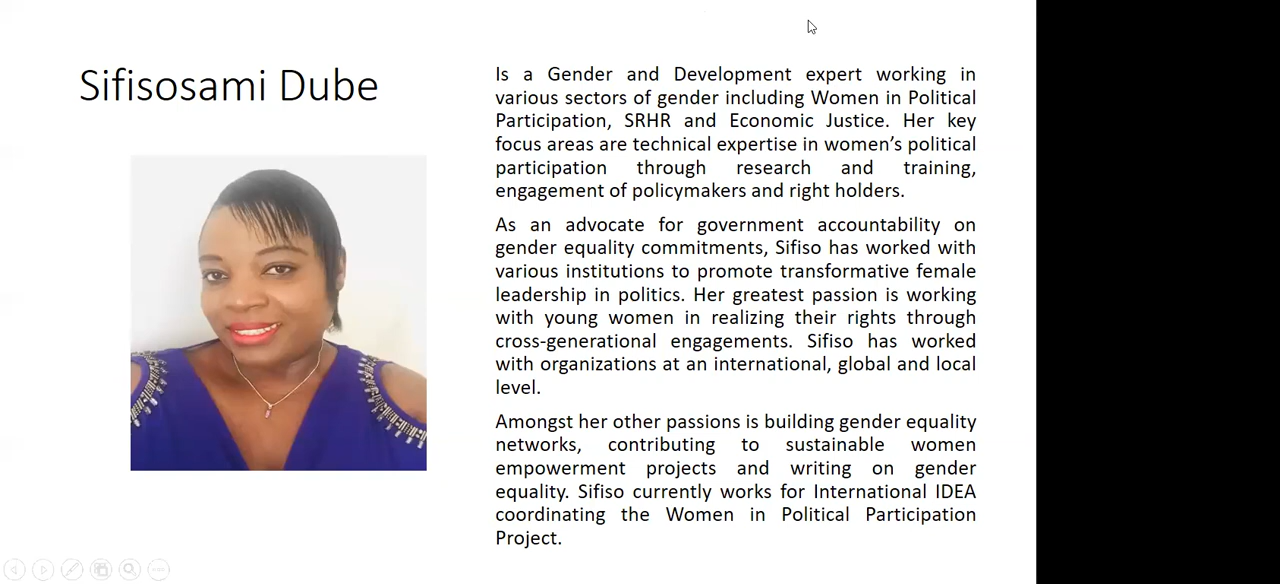 Sifisosami Dube
Is a Gender and Development expert working in
various sectors of gender including Women in Political
Participation, SRHR and Economic Justice. Her key
focus areas are technical expertise in women’s political
participation through research and training,
engagement of policymakers and right holders.
As an advocate for government accountability on
gender equality commitments, Sifiso has worked with
various institutions to promote transformative female
leadership in politics. Her greatest passion is working
with young women in realizing their rights through
cross-generational engagements. Sifiso has worked
with organizations at an international, global and local
level.
Amongst her other passions is building gender equality
networks, contributing to sustainable women
empowerment projects and writing on gender
equality. Sifiso currently works for International IDEA
coordinating the Women in Political Participation
Project.